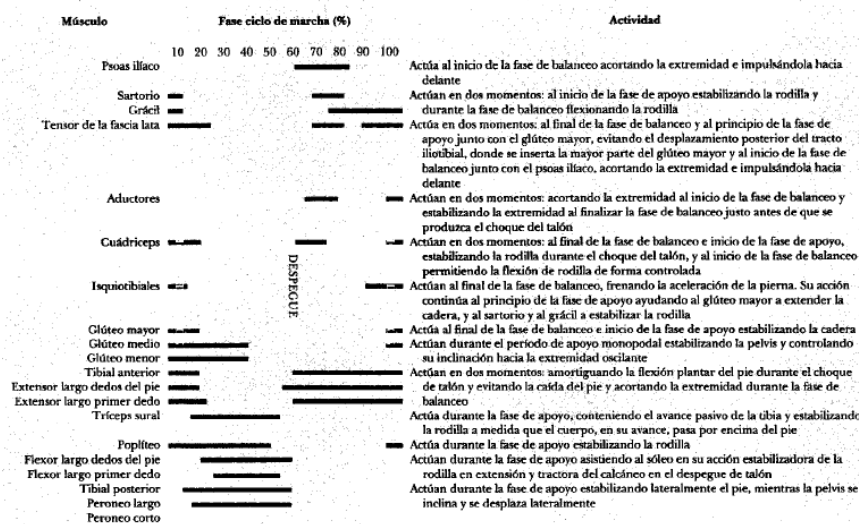 Músculo Fase ciclo de marcha (%) Actividad
10 20 30 40 50 60 70 80 90 100
Psoas ilíaco Actúa al inicio de la fase de balanceo acortando la extremidad e impulsándola hacia
delante
Sartorio Actúan en dos momentos: al inicio de la fase de apoyo estabilizando la rodilla y
Grácil durante la fase de balanceo flexionando la rodilla
Tensor de la fascia lata Actúa en dos momentos: al final de la fase de balanceo y al principio de la fase de
apoyo junto con el glúteo mayor, evitando el desplazamiento posterior del tracto
iliotibial, donde se inserta la mayor parte del glúteo mayor y al inicio de la fase de
balanceo junto con el psoas ilíaco, acortando la extremidad e impulsándola hacia
delante
Aductores Actúan en dos momentos: acortando la extremidad al inicio de la fase de balanceo y
estabilizando la extremidad al finalizar la fase de balanceo justo antes de que se
produzca el choque del talón
Cuádriceps Actúan en dos momentos: al final de la fase de balanceo e inicio de la fase de apoyo,
estabilizando la rodilla durante el choque del talón, y al inicio de la fase de balanceo
permitiendo la flexión de rodilla de forma controlada
DESPEGUE
Isquiotibiales Actúan al final de la fase de balanceo, frenando la aceleración de la pierna. Su acción
continúa al principio de la fase de apoyo ayudando al glúteo mayor a extender la
cadera, y al sartorio y al grácil a estabilizar la rodilla
Glúteo mayor Actúa al final de la fase de balanceo e inicio de la fase de apoyo estabilizando la cadera
Glúteo medio Actúan durante el período de apoyo monopodal estabilizando la pelvis y controlando
Glúteo menor su inclinación hacia la extremidad oscilante
Tibial anterior Actúan en dos momentos: amortiguando la flexión plantar del pie durante el choque
Extensor largo dedos del pie de talón y evitando la caída del pie y acortando la extremidad durante la fase de
Extensor largo primer dedo balanceo
Tríceps sural Actúa durante la fase de apoyo, conteniendo el avance pasivo de la tibia y estabilizando
la rodilla a medida que el cuerpo, en su avance, pasa por encima del pie
Poplíteo Actúa durante la fase de apoyo estabilizando la rodilla
Flexor largo dedos del pie Actúan durante la fase de apoyo asistiendo al sóleo en su acción estabilizadora de la
Flexor largo primer dedo rodilla en extensión y tractora del calcáneo en el despegue de talón
Tibial posterior Actúan durante la fase de apoyo estabilizando lateralmente el pie, mientras la pelvis se
Peroneo largo inclina y se desplaza lateralmente
Peroneo corto